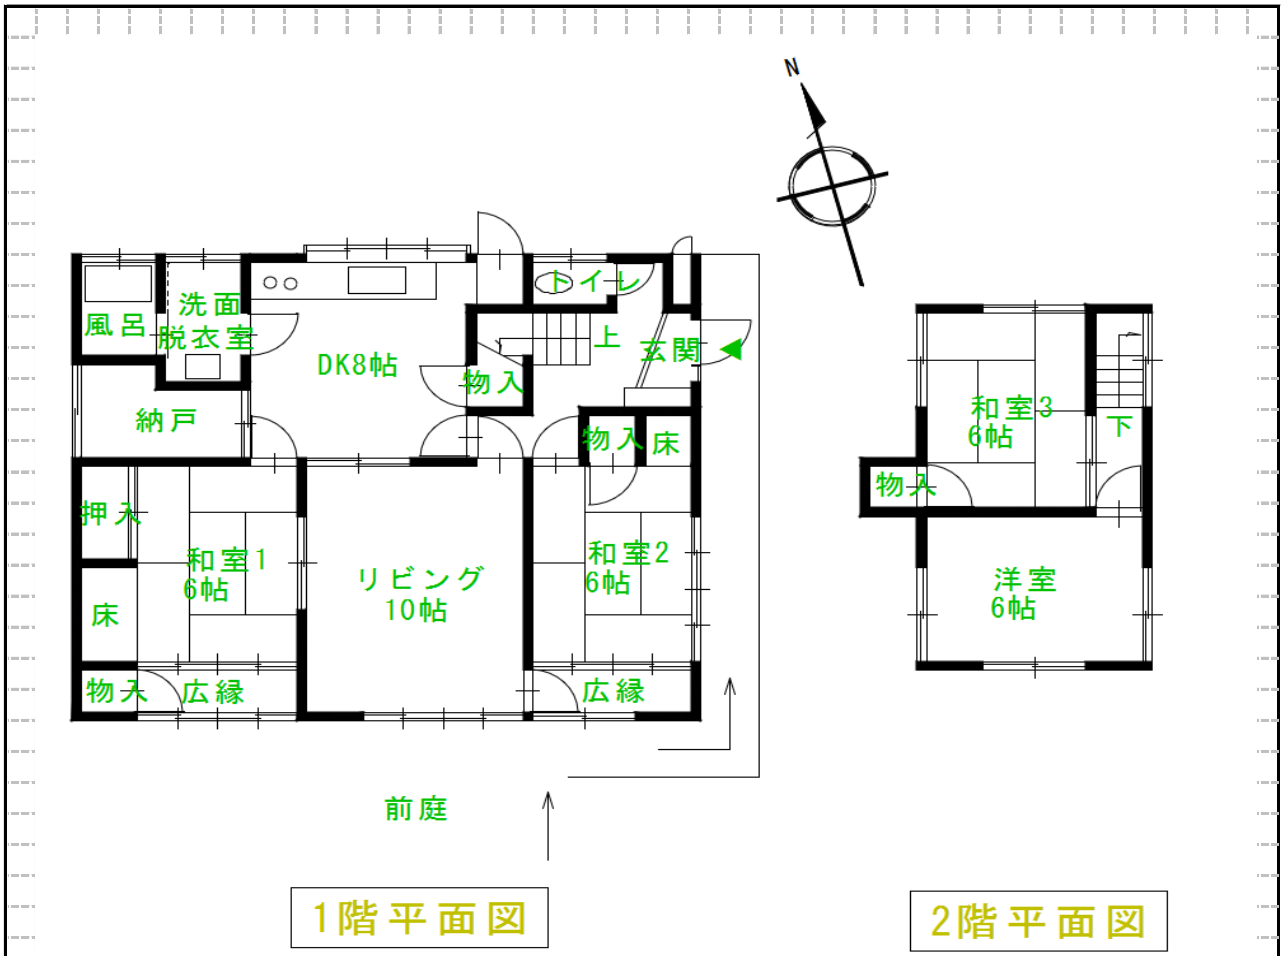 N
トイレ
洗面
脱衣室
風呂
上
玄関
DK8帖
物入
納戸
物入
床
押入
和室1
6帖
リビング
10帖
和室2
6帖
床
物入
広縁
広縁
前庭
1階平面図
和室3
6帖
下
物入
洋室
6帖
2階平面図